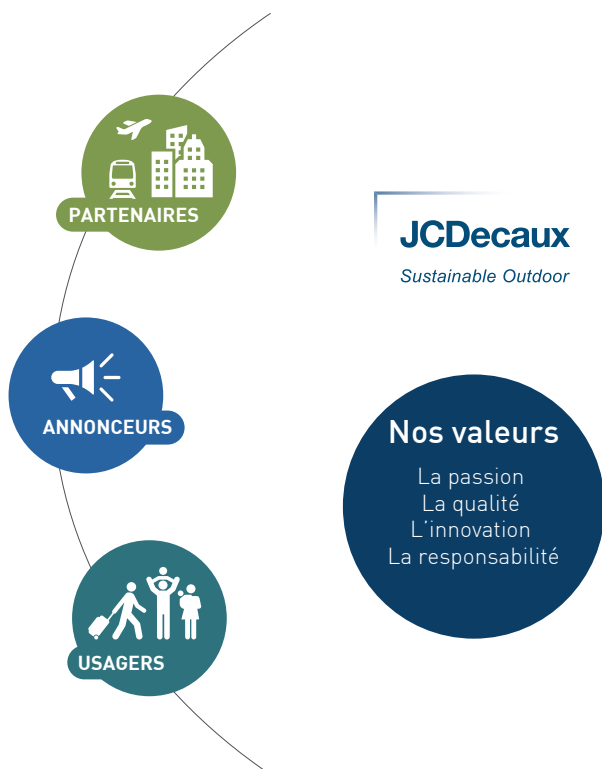 PARTENAIRES
JCDecaux
Sustainable Outdoor
ANNONCEURS
Nos valeurs
La passion
La qualité
L'innovation
La responsabilité
USAGERS